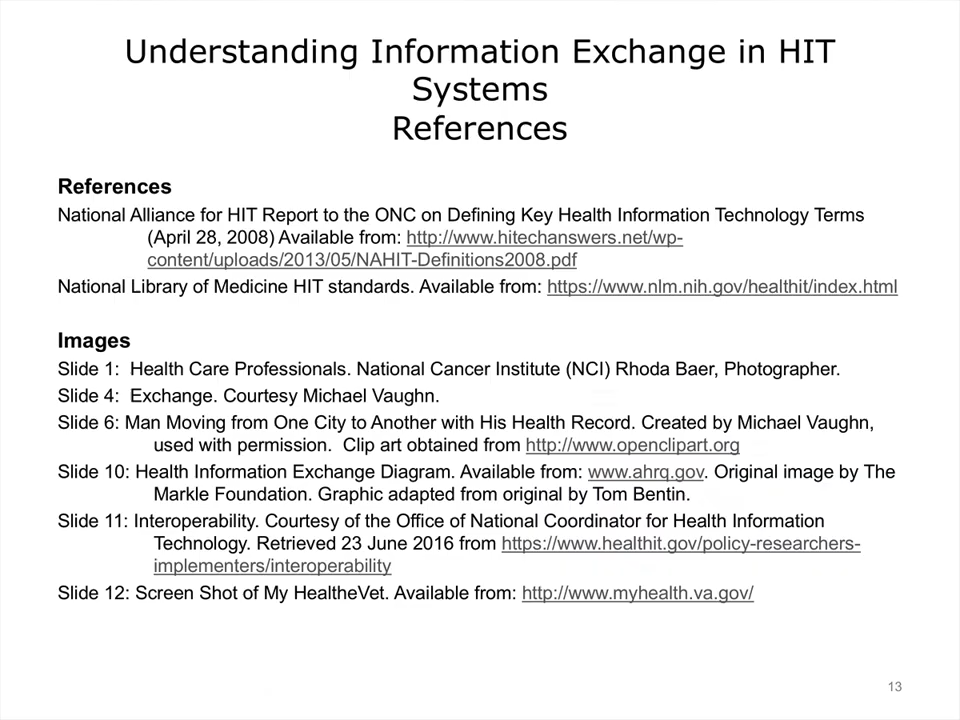 Understanding Information Exchange in HIT
Systems
References
References
National Alliance for HIT Report to the ONC on Defining Key Health Information Technology Terms
(April 28, 2008) Available from: http://www.hitechanswers.net/wp-
content/uploads/2013/05/NAHIT-Definitions2008.pdf
National Library of Medicine HIT standards. Available from: https://www.nlm.nih.gov/healthit/index.html
Images
Slide 1:  Health Care Professionals. National Cancer Institute (NCI) Rhoda Baer, Photographer.
Slide 4:  Exchange. Courtesy Michael Vaughn.
Slide 6: Man Moving from One City to Another with His Health Record. Created by Michael Vaughn,
used with permission.  Clip art obtained from http://www.openclipart.org
Slide 10: Health Information Exchange Diagram. Available from: www.ahrq.gov. Original image by The
Markle Foundation. Graphic adapted from original by Tom Bentin.
Slide 11: Interoperability. Courtesy of the Office of National Coordinator for Health Information
Technology. Retrieved 23 June 2016 from https://www.healthit.gov/policy-researchers-
implementers/interoperability
Slide 12: Screen Shot of My HealtheVet. Available from: http://www.myhealth.va.gov/
13